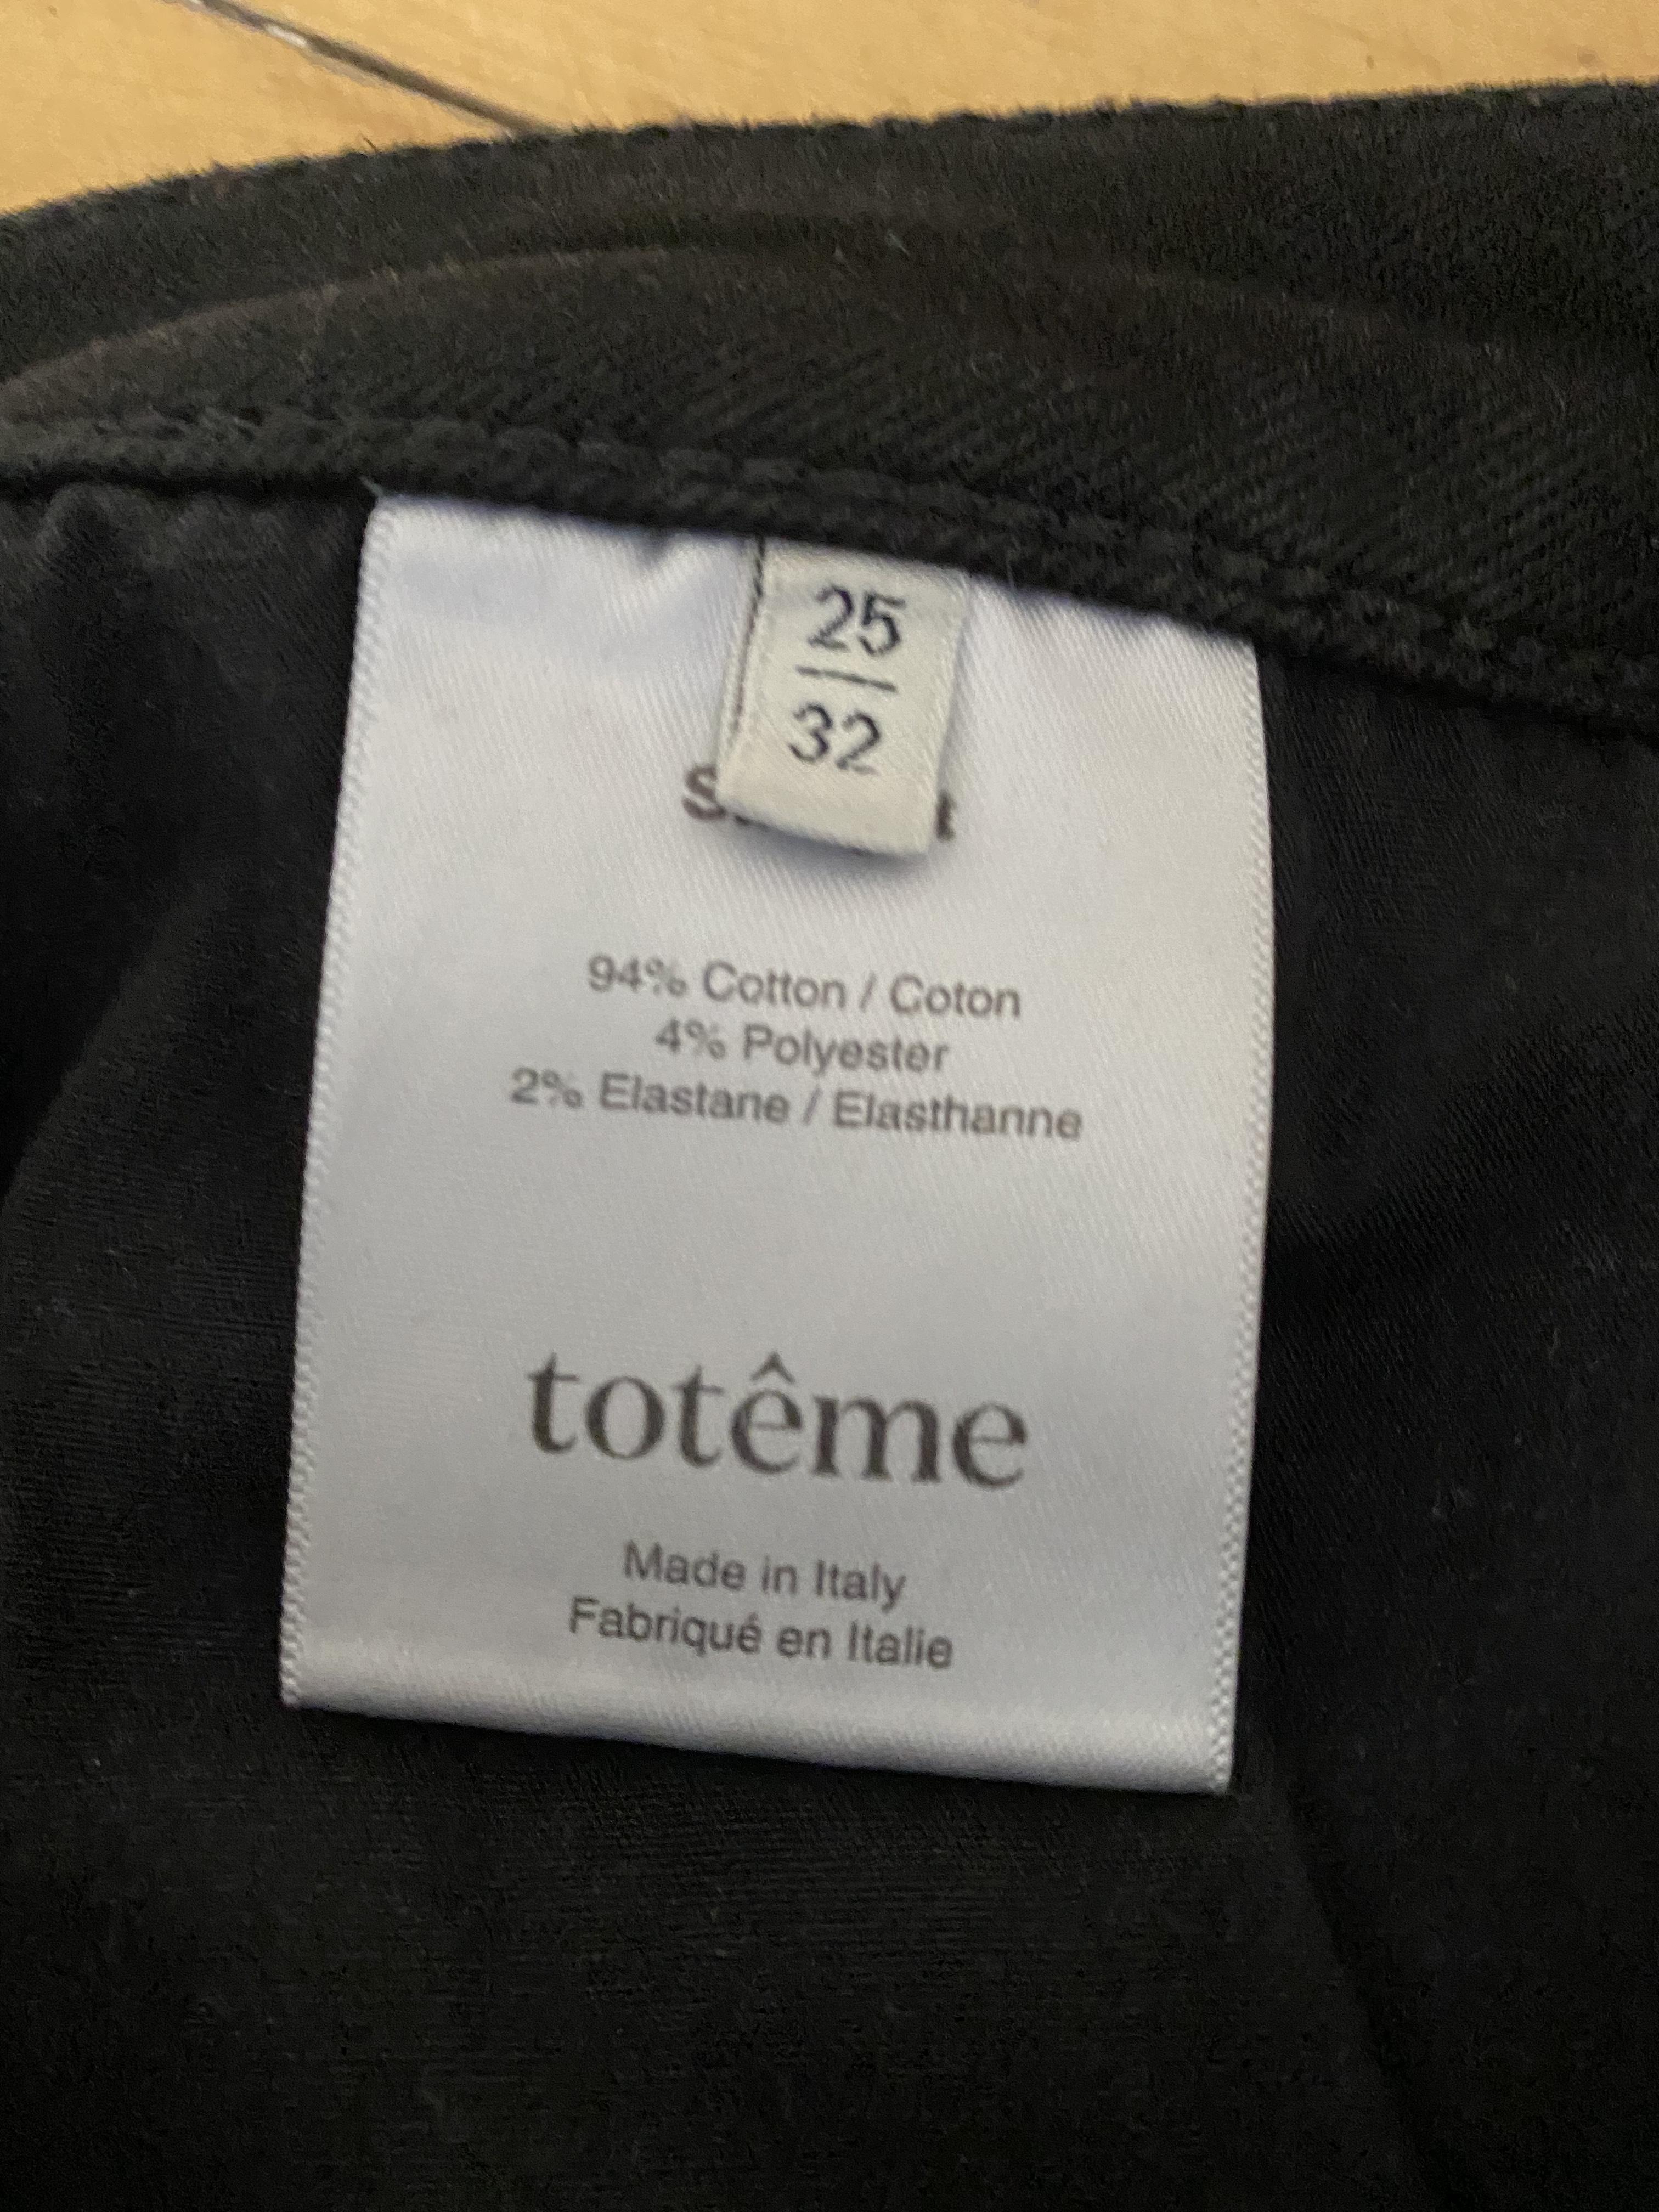 25
32
94% Cotton / Coton
4% Polyester
2% Elastane / Elasthanne
totême
Made in Italy
Fabriqué en Italie